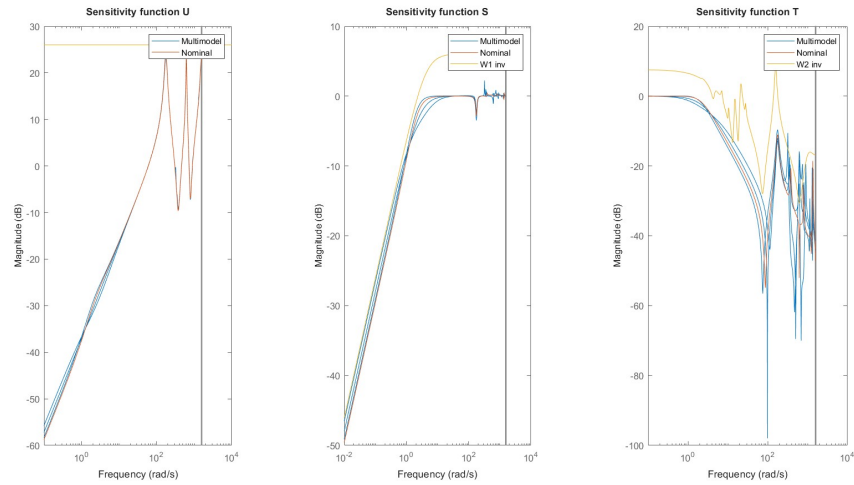 Sensitivity function U
30
20
10
0
-10
-20
-30
-40
-50
-60
10^0
10^2
10^4
Magnitude (dB)
Frequency (rad/s)
Multimodel
Nominal
Sensitivity function S
10
0
-10
-20
-30
-40
-50
10^-2
10^0
10^2
10^4
Magnitude (dB)
Frequency (rad/s)
Multimodel
Nominal
W1 inv
Sensitivity function T
20
0
-20
-40
-60
-80
-100
10^0
10^2
10^4
Magnitude (dB)
Frequency (rad/s)
Multimodel
Nominal
W2 inv